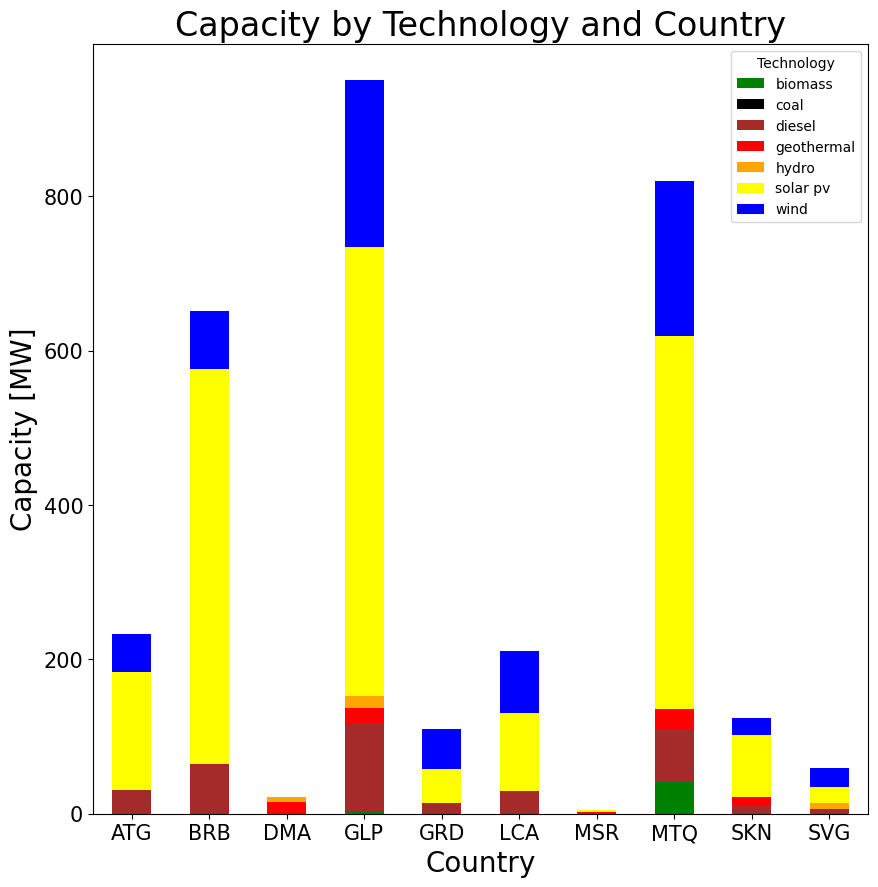 Capacity by Technology and Country
Technology
biomass
coal
diesel
geothermal
hydro
solar pv
wind
Capacity [MW]
800
600
400
200
0
ATG BRB DMA GLP GRD LCA MSR MTQ SKN SVG
Country